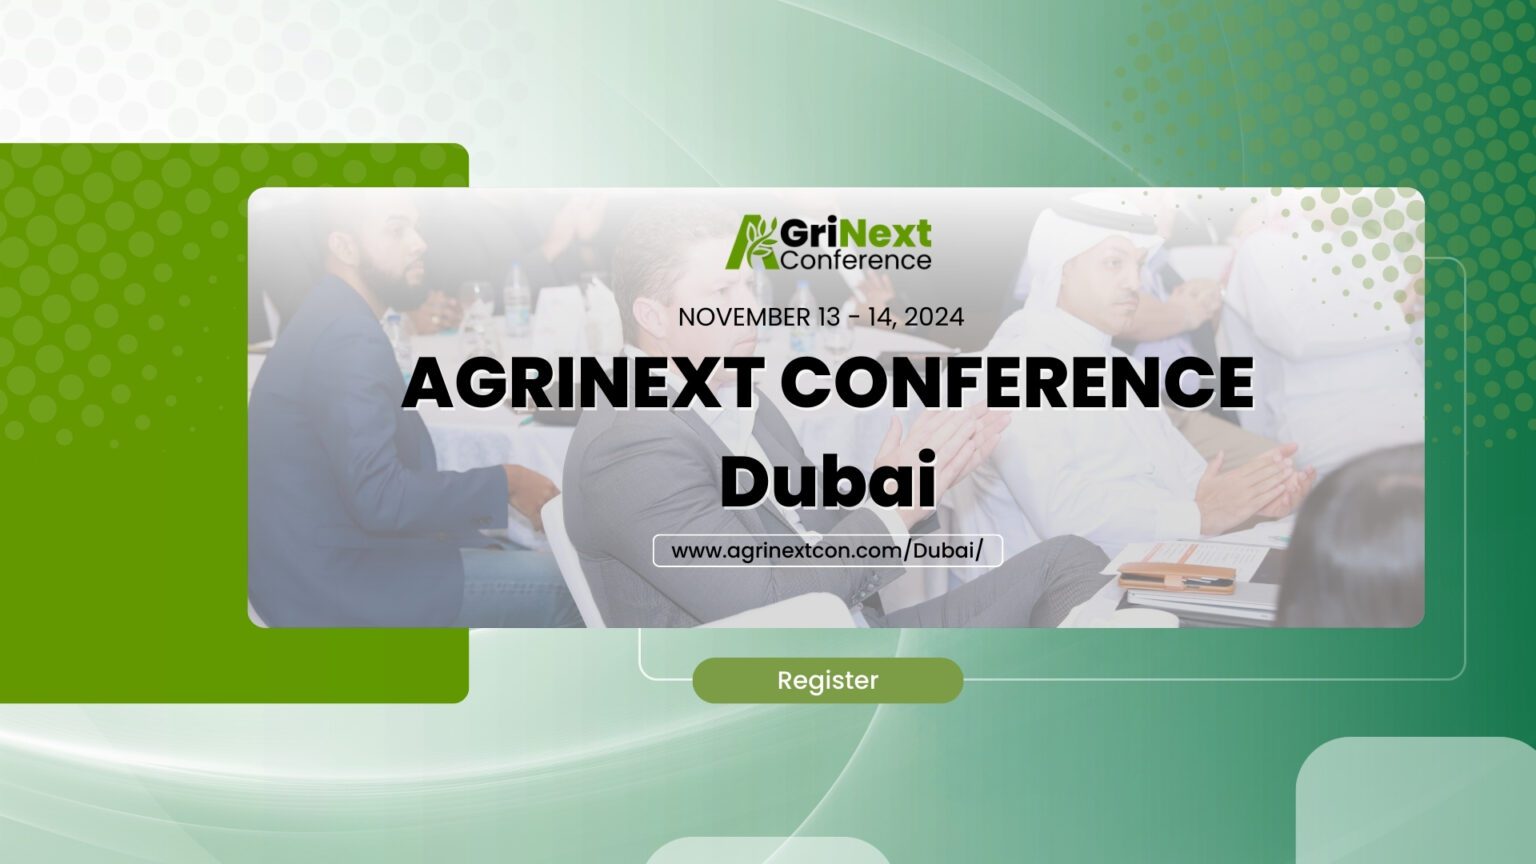 AGriNext
Conference
NOVEMBER 13 - 14, 2024
AGRINEXT CONFERENCE
Dubai
www.agrinextcon.com/Dubai/
Register